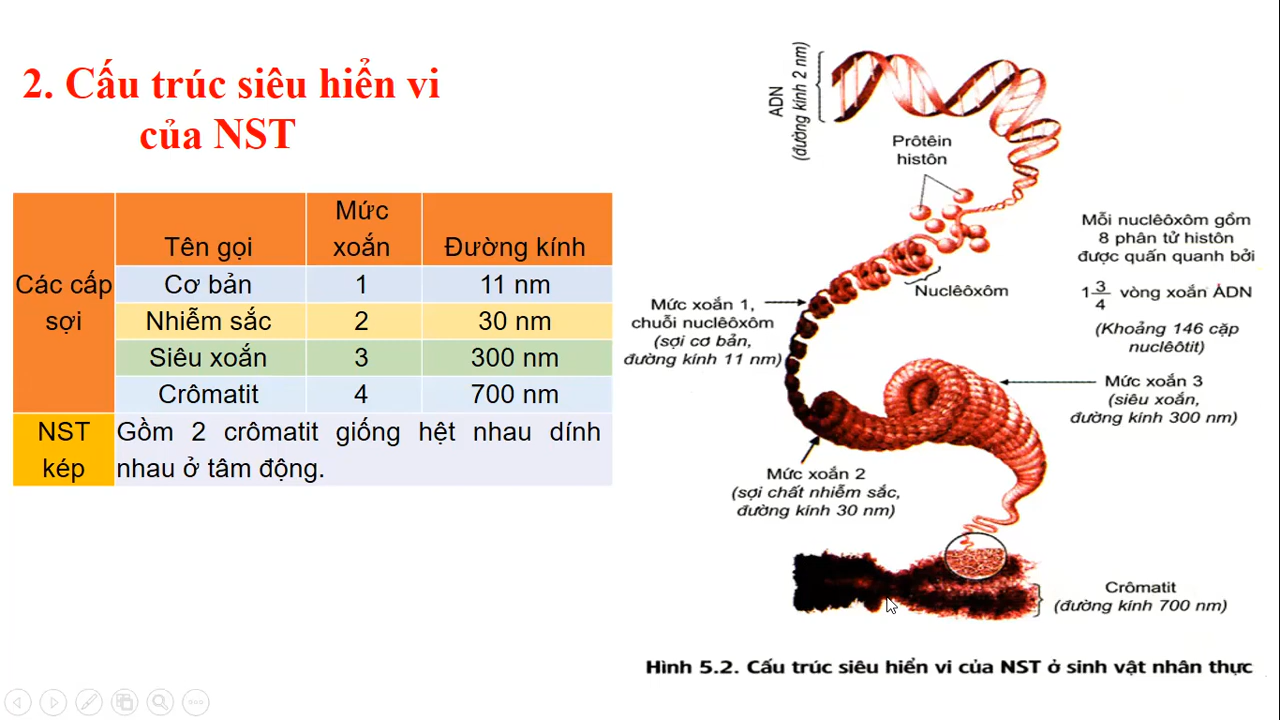 2. Cấu trúc siêu hiển vi
của NST
Các cấp
sợi
Tên gọi
Mức
xoắn
Đường kính
Cơ bản
1
11 nm
Nhiễm sắc
2
30 nm
Siêu xoắn
3
300 nm
Crômatit
4
700 nm
NST
kép
Gồm 2 crômatit giống hệt nhau dính
nhau ở tâm động.
ADN
(đường kính 2 nm)
Prôtêin
histôn
Nuclêôxôm
Mỗi nuclêôxôm gồm
8 phân tử histôn
được quấn quanh bởi
1 3/4 vòng xoắn ADN
(Khoảng 146 cặp
nuclêôtit)
Mức xoắn 1,
chuỗi nuclêôxôm
(sợi cơ bản,
đường kính 11 nm)
Mức xoắn 3
(siêu xoắn,
đường kính 300 nm)
Mức xoắn 2
(sợi chất nhiễm sắc,
đường kính 30 nm)
Crômatit
(đường kính 700 nm)
Hình 5.2. Cấu trúc siêu hiển vi của NST ở sinh vật nhân thực